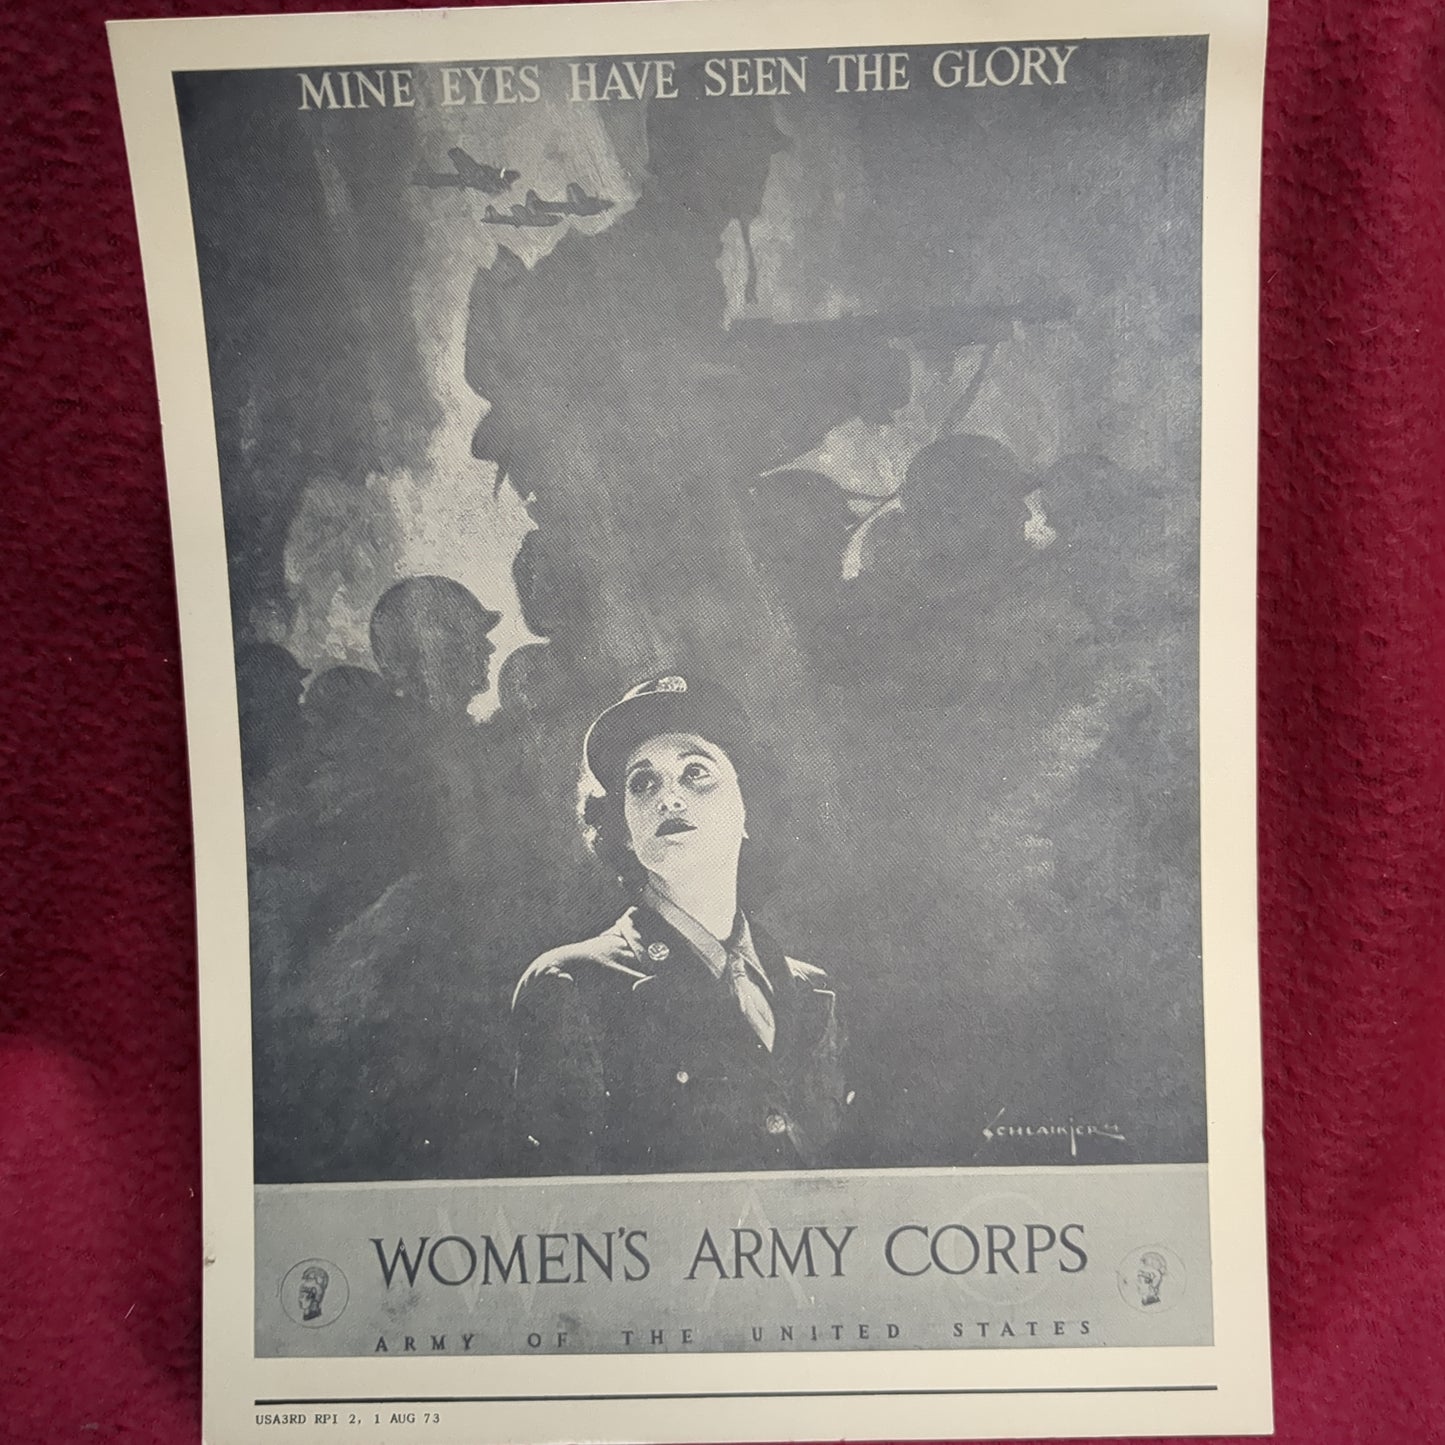 MINE EYES HAVE SEEN THE GLORY
SCHLAIKJER
W A C
WOMEN'S ARMY CORPS
ARMY OF THE UNITED STATES
USA3RD RPI 2, 1 AUG 73